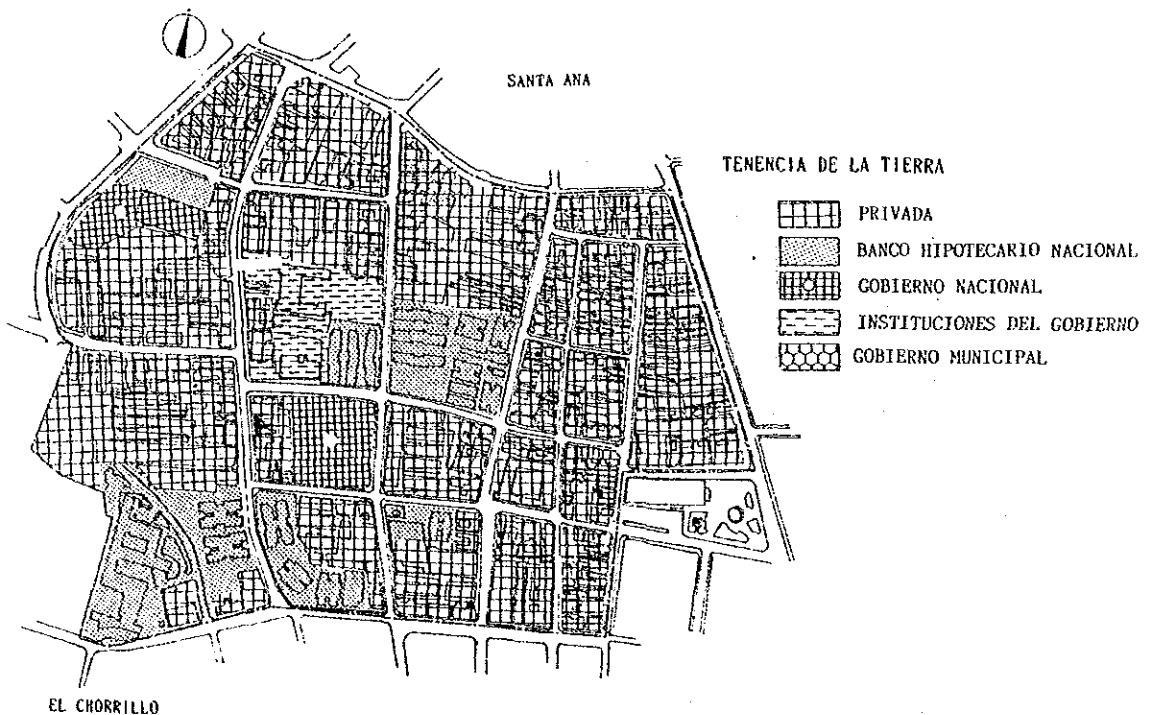 SANTA ANA
TENENCIA DE LA TIERRA
PRIVADA
BANCO HIPOTECARIO NACIONAL
GOBIERNO NACIONAL
INSTITUCIONES DEL GOBIERNO
GOBIERNO MUNICIPAL
EL CHORRILLO